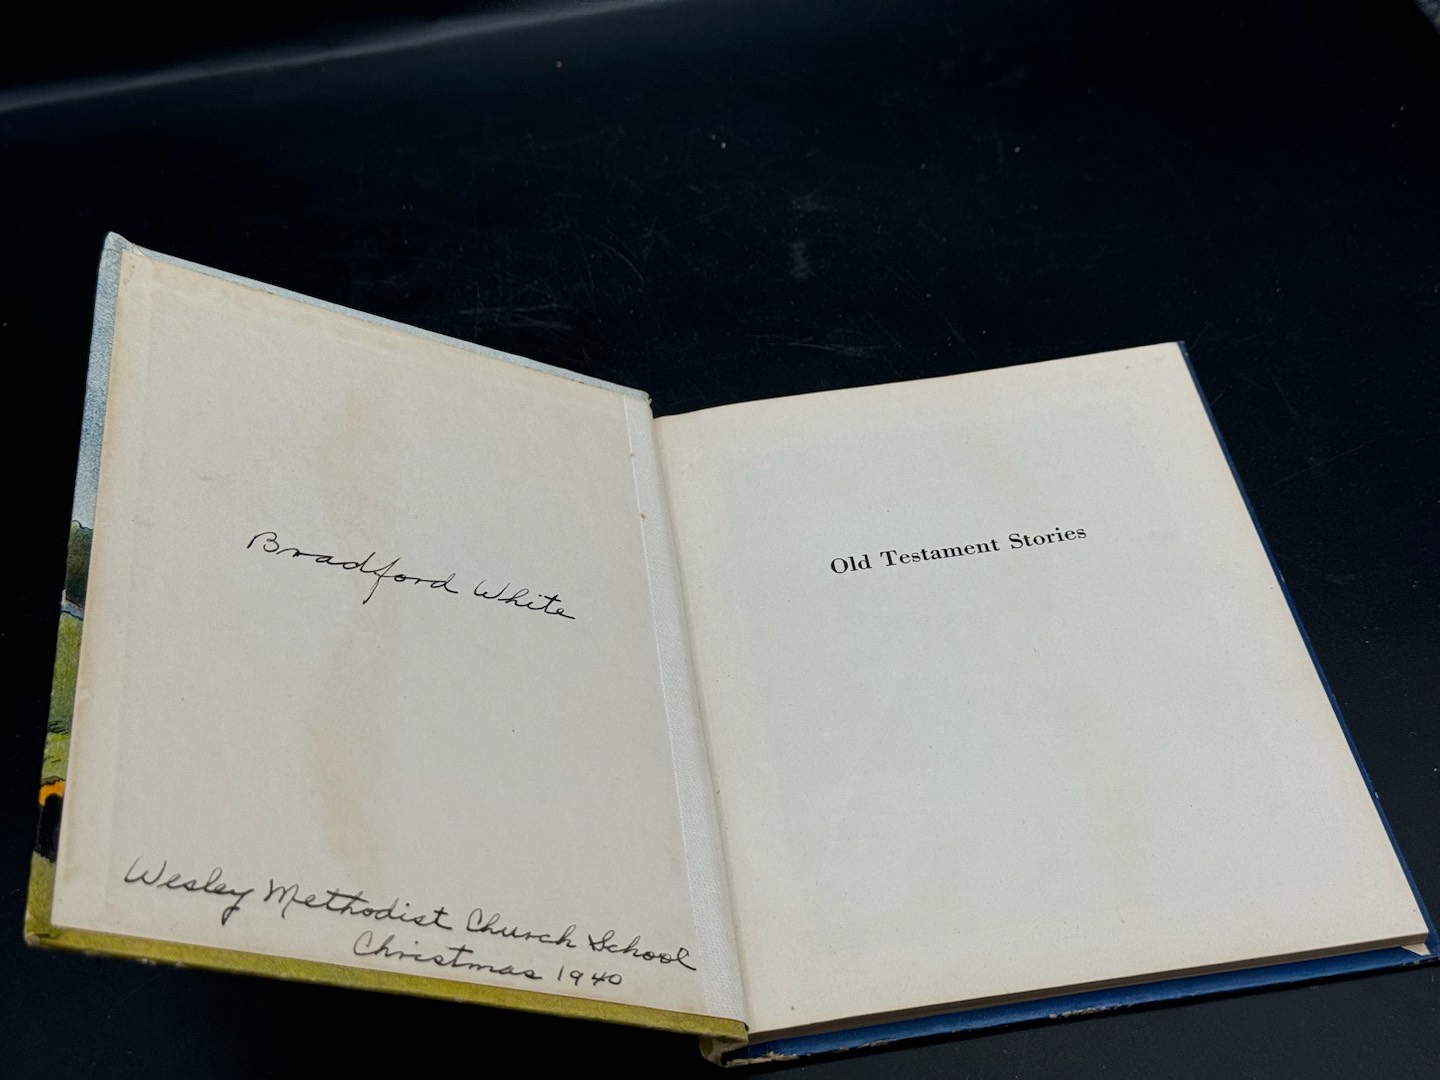 Bradford White
Wesley Methodist Church School
Christmas 1940
Old Testament Stories